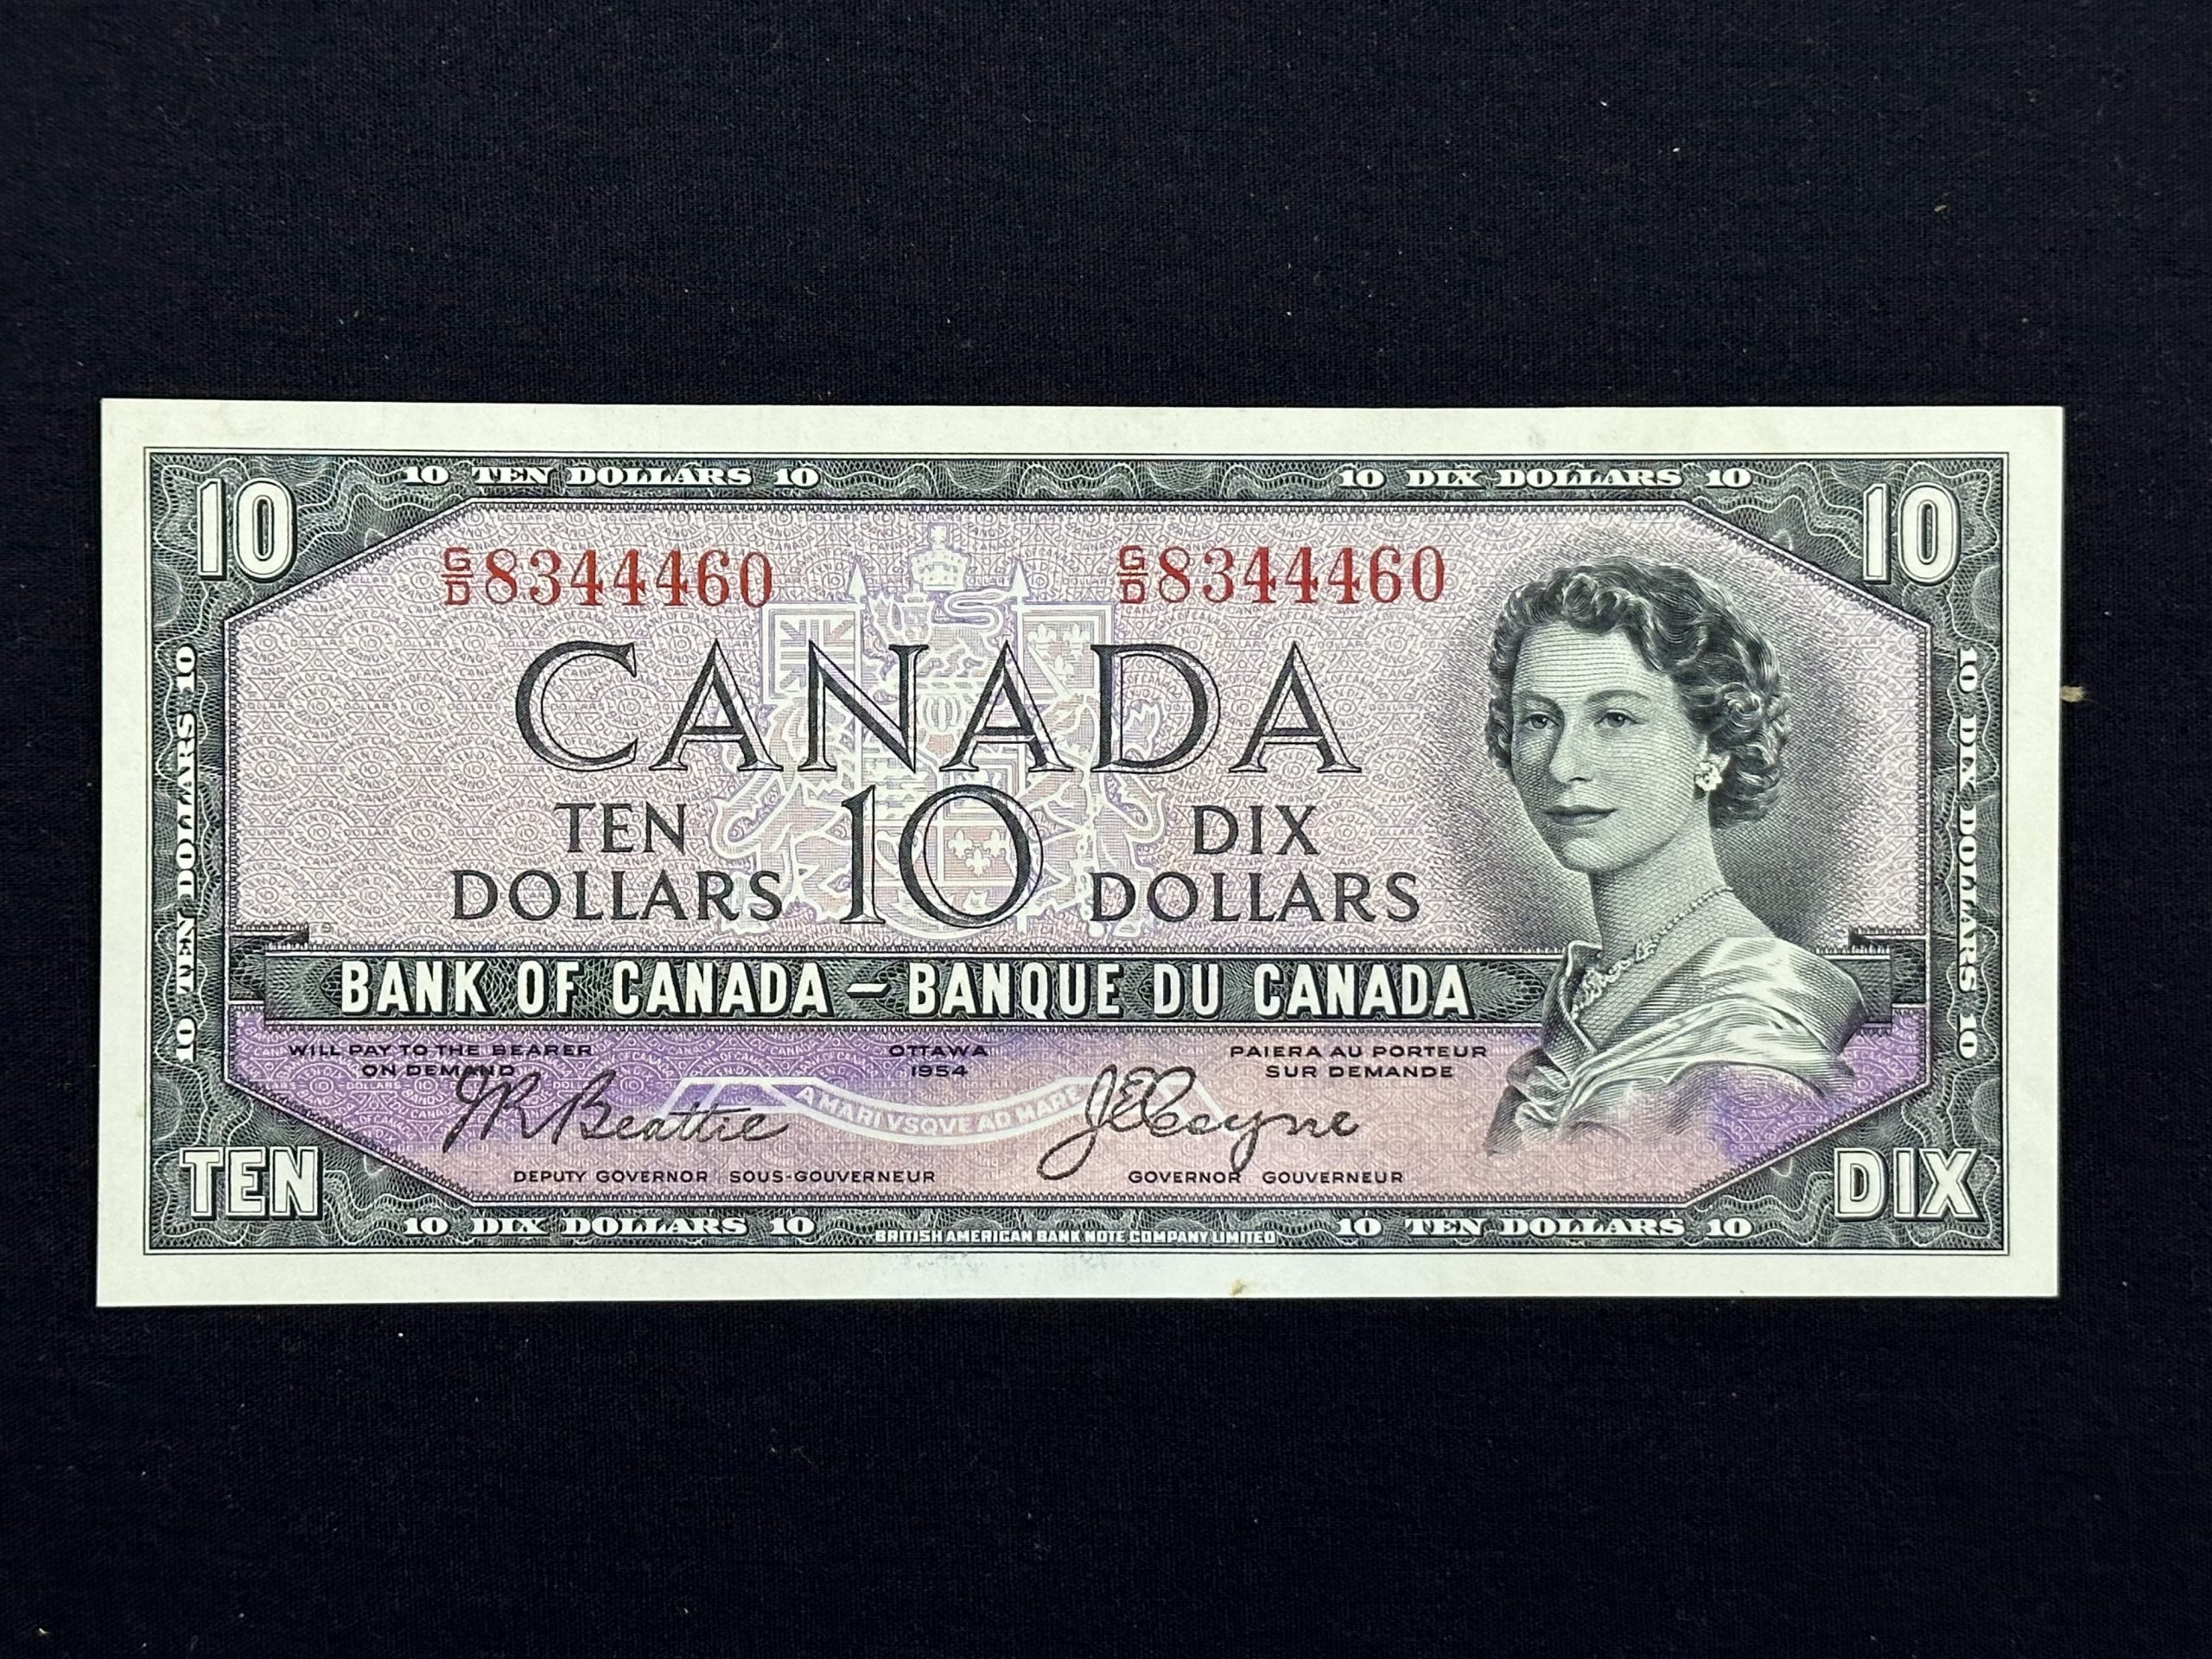 10 TEN DOLLARS 10
10 DIX DOLLARS 10
10
10
G/D 8344460
G/D 8344460
CANADA
TEN
DOLLARS
10
DIX
DOLLARS
10 TEN DOLLARS 10
10 DIX DOLLARS 10
BANK OF CANADA – BANQUE DU CANADA
WILL PAY TO THE BEARER
ON DEMAND
OTTAWA
1954
PAIERA AU PORTEUR
SUR DEMANDE
JR Beattie
A MARI VSQVE AD MARE
JE Coyne
DEPUTY GOVERNOR SOUS-GOUVERNEUR
GOVERNOR GOUVERNEUR
TEN
DIX
10 DIX DOLLARS 10
BRITISH AMERICAN BANK NOTE COMPANY LIMITED
10 TEN DOLLARS 10